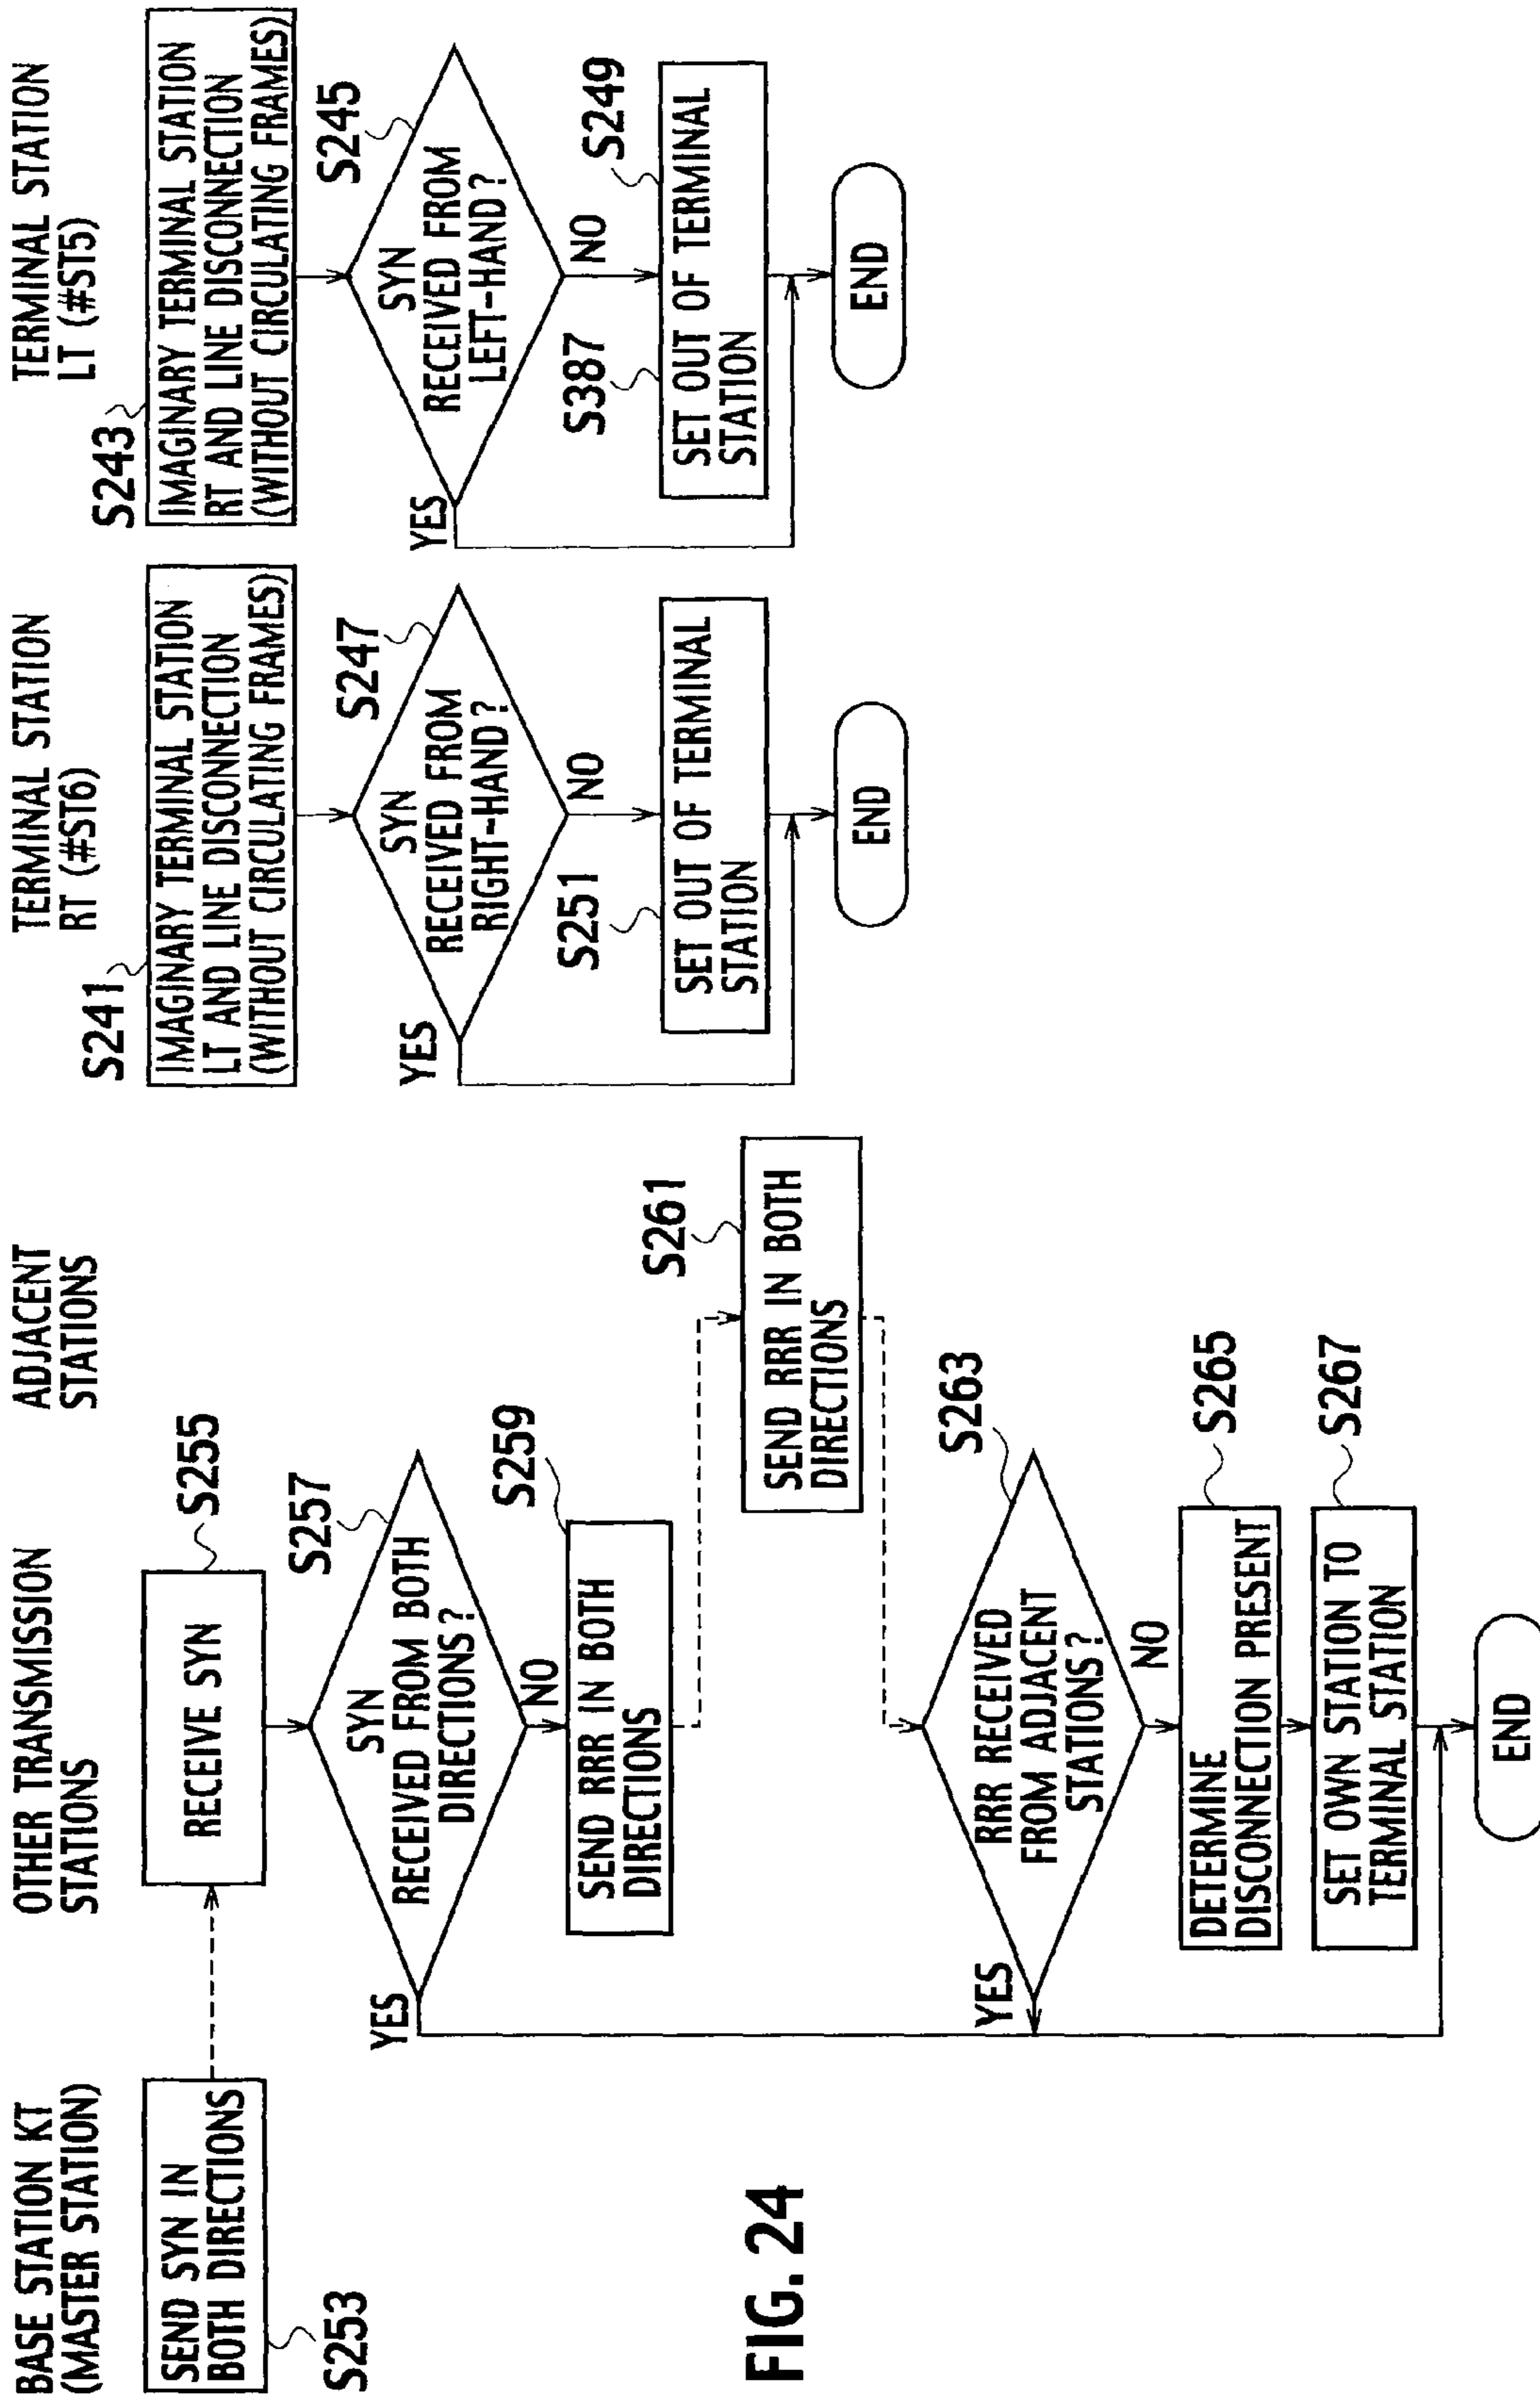 BASE STATION KT
(MASTER STATION)
SEND SYN IN
BOTH DIRECTIONS
S253
OTHER TRANSMISSION
STATIONS
RECEIVE SYN
S255
SYN
RECEIVED FROM BOTH
DIRECTIONS?
S257
YES
NO
SEND RRR IN BOTH
DIRECTIONS
S259
ADJACENT
STATIONS
SEND RRR IN BOTH
DIRECTIONS
S261
RRR RECEIVED
FROM ADJACENT
STATIONS?
S263
YES
NO
DETERMINE
DISCONNECTION PRESENT
S265
SET OWN STATION TO
TERMINAL STATION
S267
END
TERMINAL STATION
RT (#ST6)
S241
IMAGINARY TERMINAL STATION
LT AND LINE DISCONNECTION
(WITHOUT CIRCULATING FRAMES)
SYN
RECEIVED FROM
RIGHT-HAND?
S247
YES
NO
S251
SET OUT OF TERMINAL
STATION
END
TERMINAL STATION
LT (#ST5)
S243
IMAGINARY TERMINAL STATION
RT AND LINE DISCONNECTION
(WITHOUT CIRCULATING FRAMES)
SYN
RECEIVED FROM
LEFT-HAND?
S245
YES
NO
S387
S249
SET OUT OF TERMINAL
STATION
END
FIG. 24